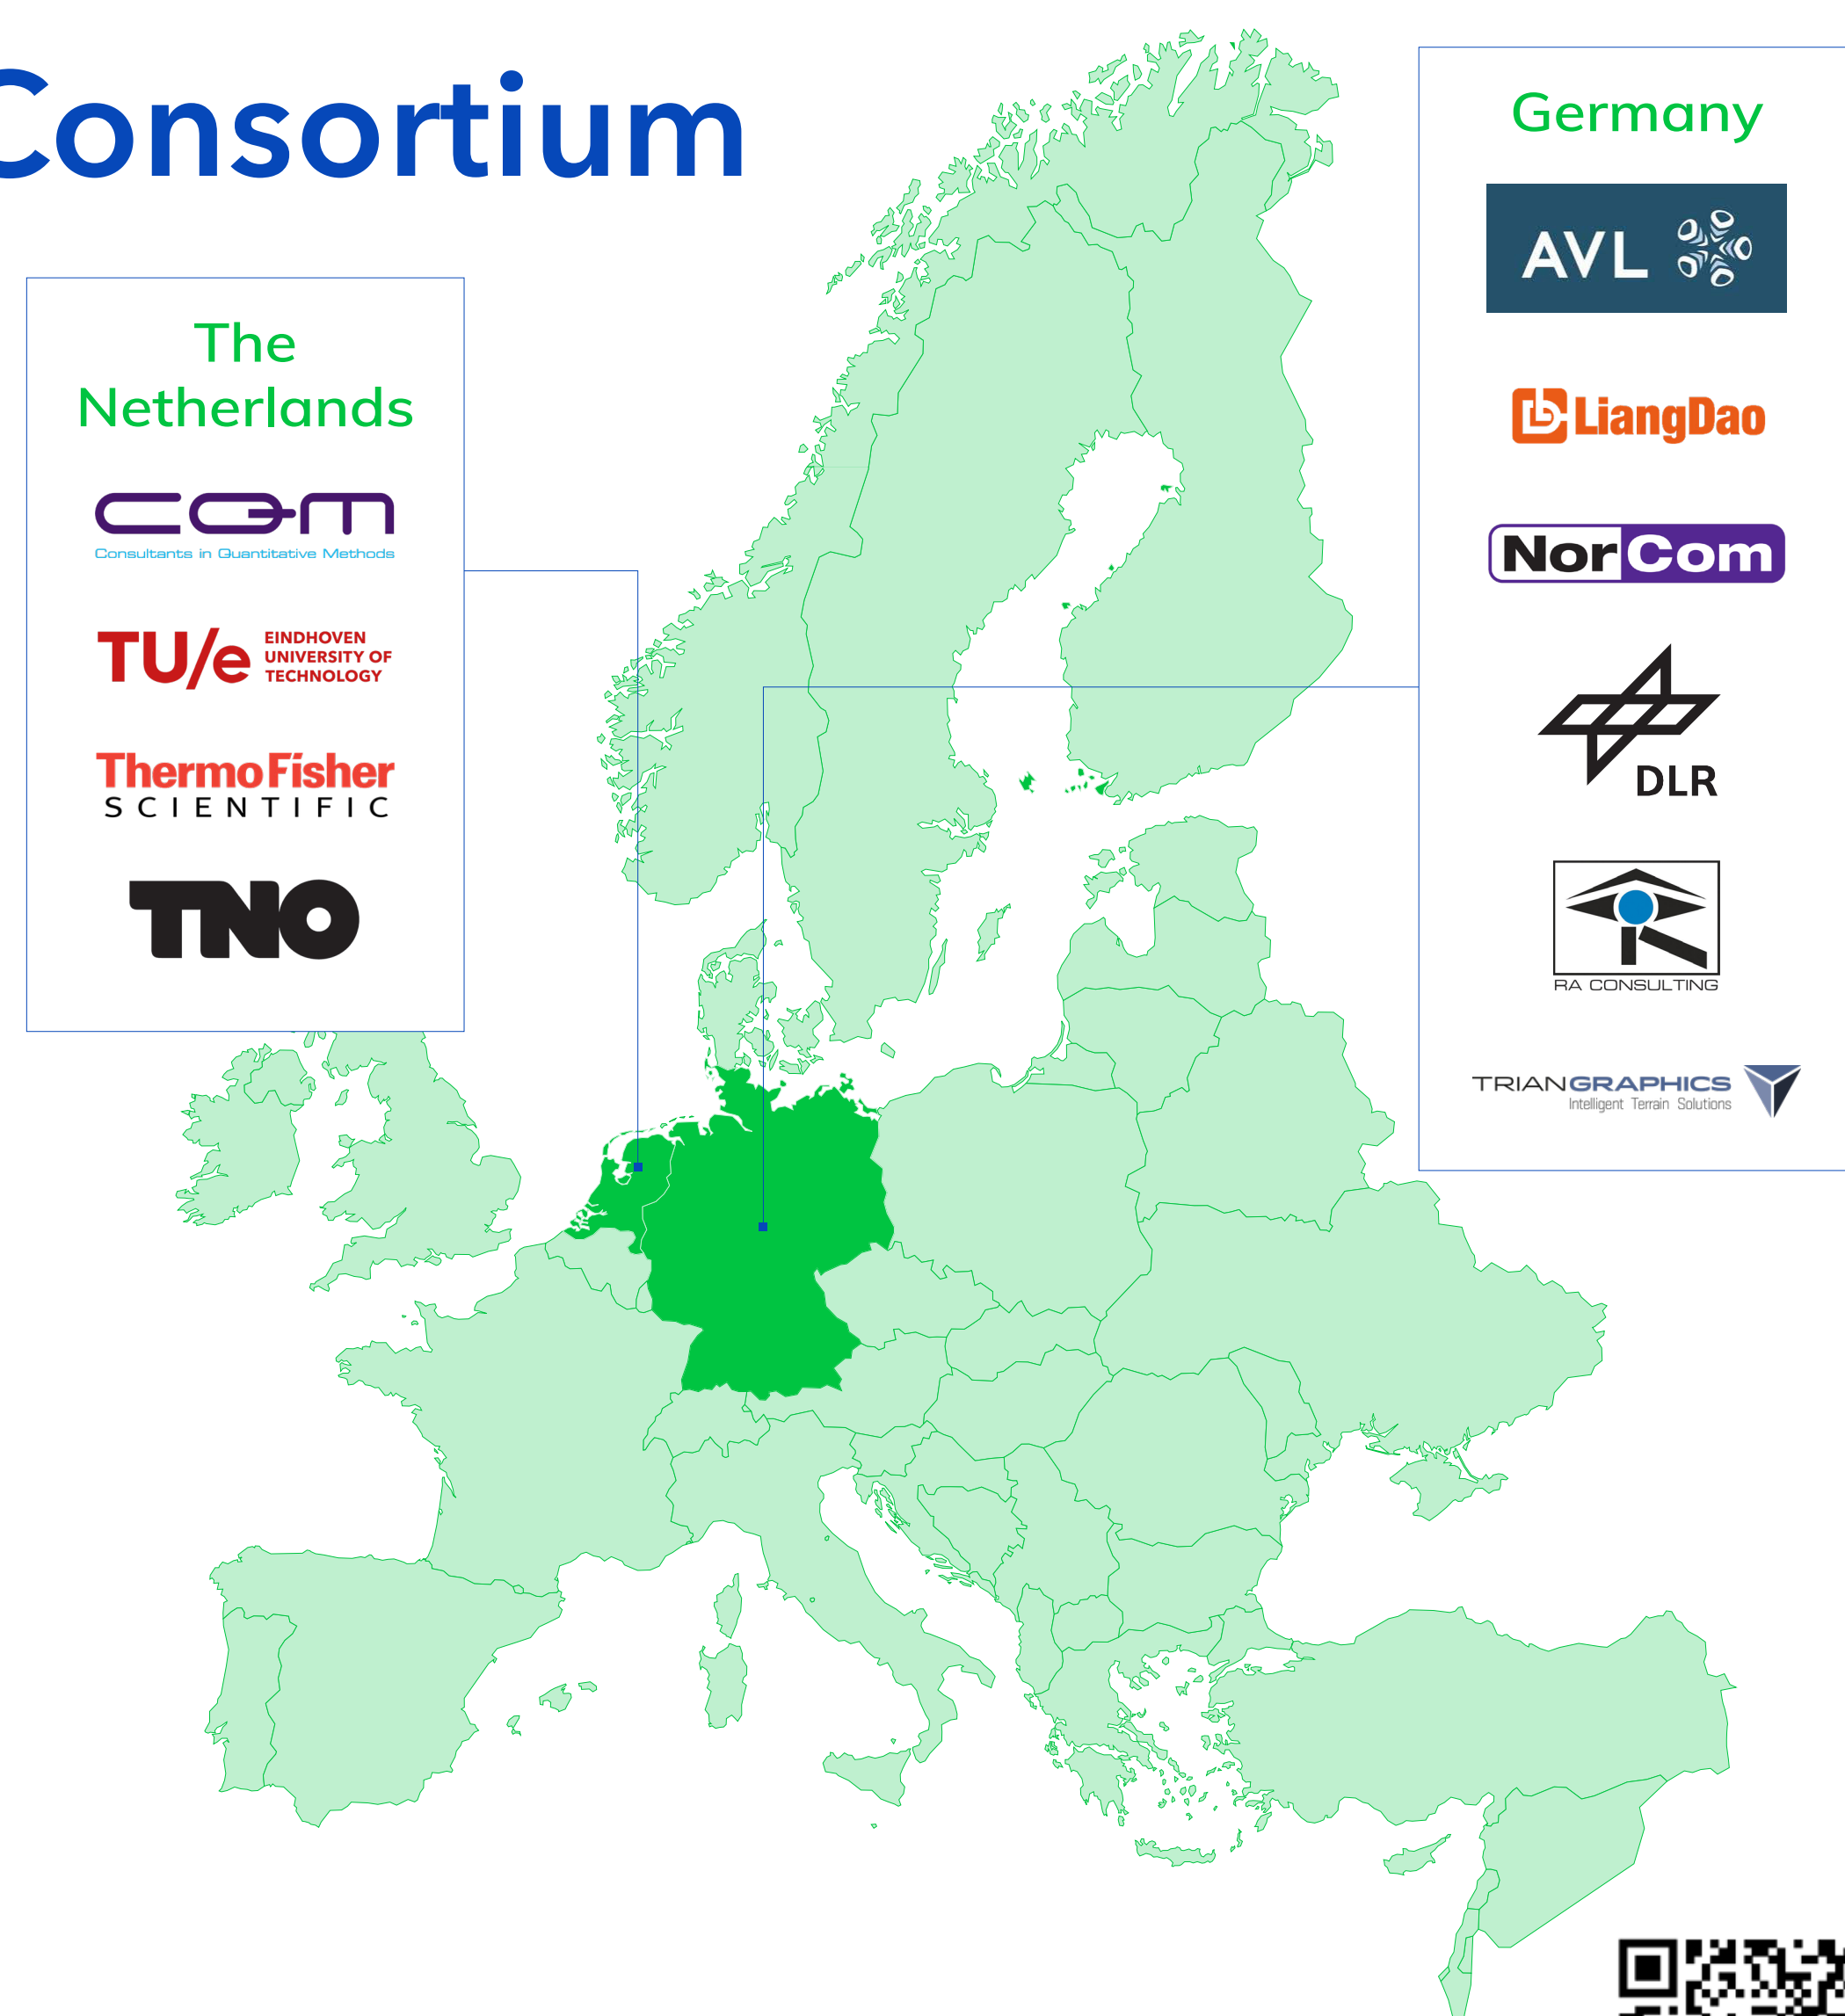 Consortium
The
Netherlands
CQM
Consultants in Quantitative Methods
TU/e EINDHOVEN
UNIVERSITY OF
TECHNOLOGY
ThermoFisher
SCIENTIFIC
TNO
Germany
AVL
LiangDao
NorCom
DLR
RA CONSULTING
TRIANGRAPHICS
Intelligent Terrain Solutions